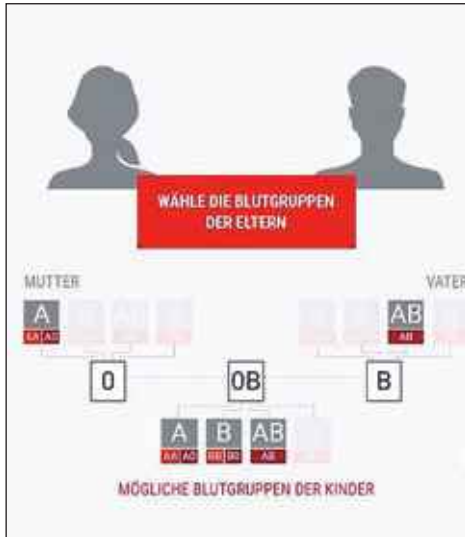 WÄHLE DIE BLUTGRUPPEN
DER ELTERN
MUTTER
VATER
A
AA AO
AB
AB
0
0B
B
A
AA AO
B
BB B0
AB
AB
MÖGLICHE BLUTGRUPPEN DER KINDER